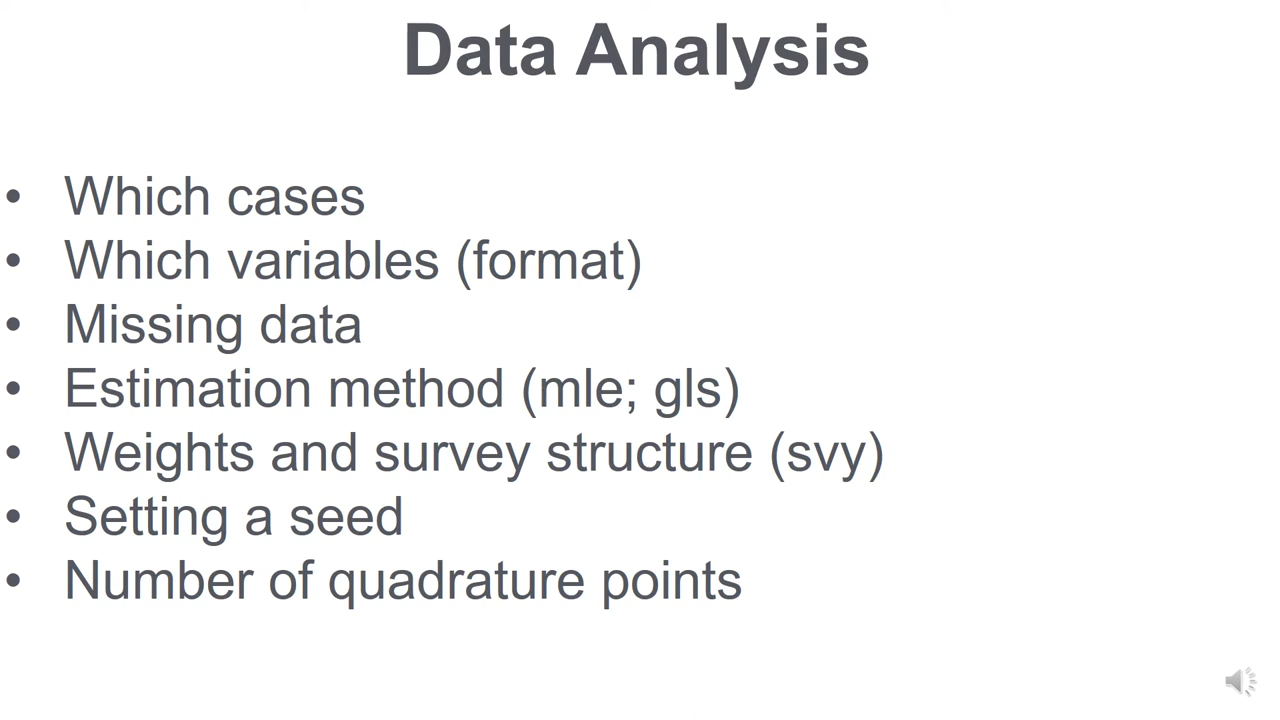 Data Analysis
• Which cases
• Which variables (format)
• Missing data
• Estimation method (mle; gls)
• Weights and survey structure (svy)
• Setting a seed
• Number of quadrature points